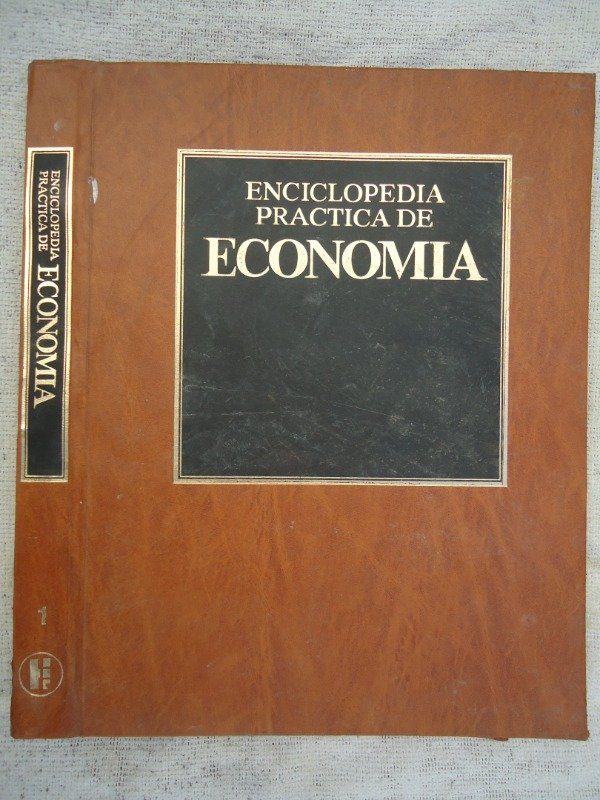 ENCICLOPEDIA
PRACTICA DE
ECONOMIA
ENCICLOPEDIA
PRACTICA DE
ECONOMIA
1